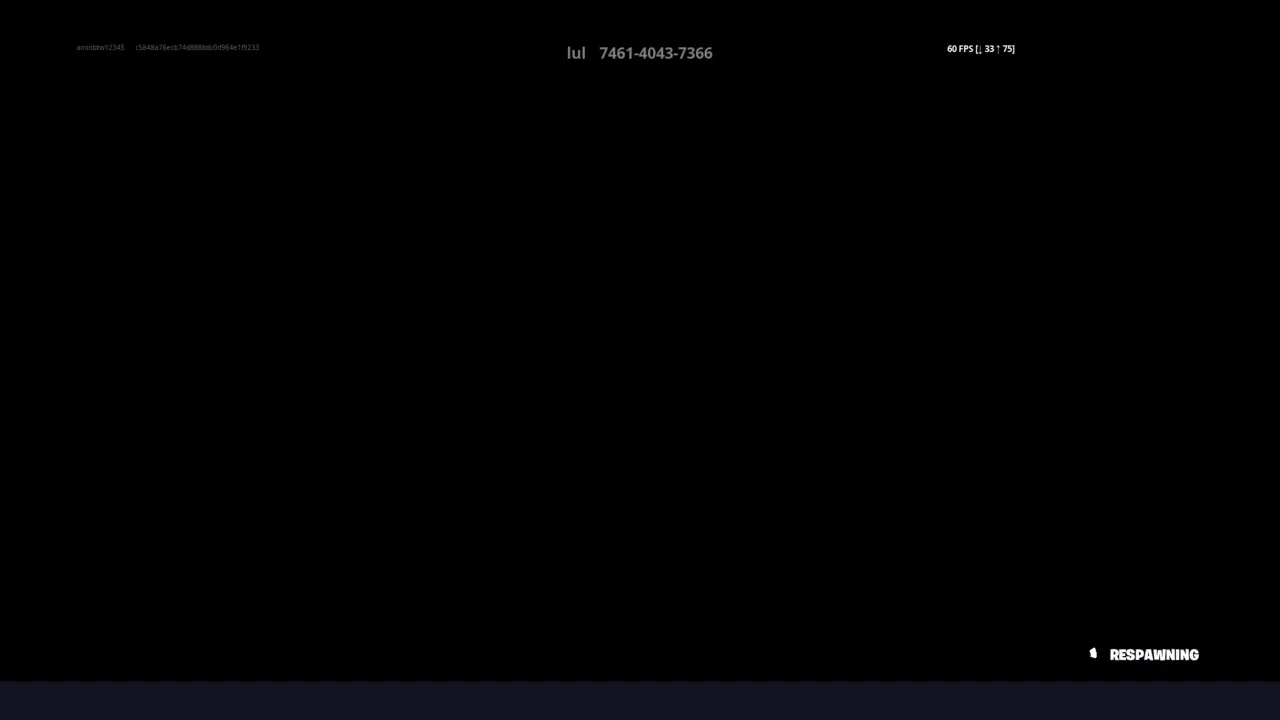 lul 7461-4043-7366
60 FPS [↓ 33 ↑ 75]
RESPAWNING